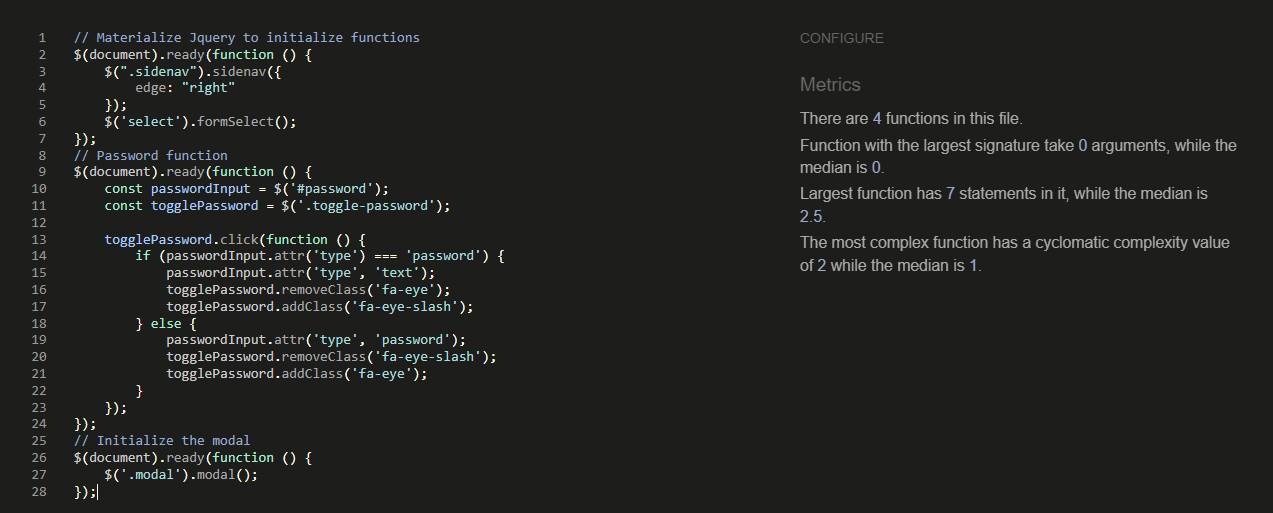 1 // Materialize Jquery to initialize functions
2 $(document).ready(function () {
3     $(".sidenav").sidenav({
4         edge: "right"
5     });
6     $('select').formSelect();
7 });
8 // Password function
9 $(document).ready(function () {
10     const passwordInput = $('#password');
11     const togglePassword = $('.toggle-password');
12
13     togglePassword.click(function () {
14         if (passwordInput.attr('type') === 'password') {
15             passwordInput.attr('type', 'text');
16             togglePassword.removeClass('fa-eye');
17             togglePassword.addClass('fa-eye-slash');
18         } else {
19             passwordInput.attr('type', 'password');
20             togglePassword.removeClass('fa-eye-slash');
21             togglePassword.addClass('fa-eye');
22         }
23     });
24 });
25 // Initialize the modal
26 $(document).ready(function () {
27     $('.modal').modal();
28 });
CONFIGURE
Metrics
There are 4 functions in this file.
Function with the largest signature take 0 arguments, while the
median is 0.
Largest function has 7 statements in it, while the median is
2.5.
The most complex function has a cyclomatic complexity value
of 2 while the median is 1.